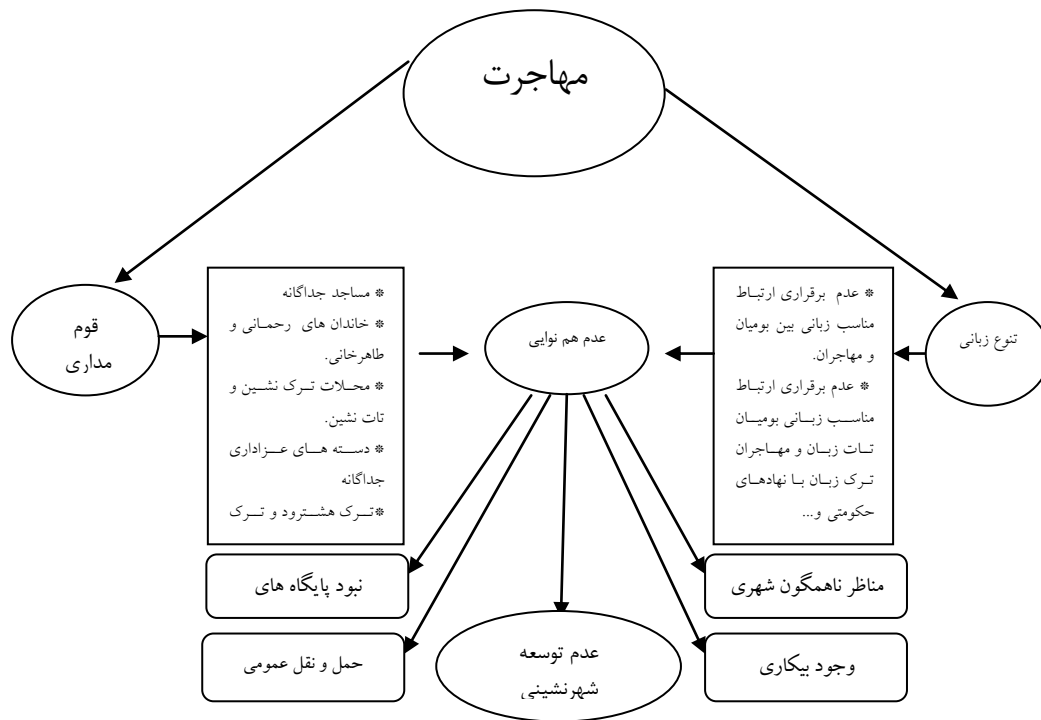 مهاجرت
تنوع زبانی
※ عدم برقراری ارتباط
مناسب زبانی بین بومیان
و مهاجران.
※ عدم برقراری ارتباط
مناسب زبانی بومیان
تات زبان و مهاجران
ترک زبان با نهادهای
حکومتی و...
عدم هم نوایی
※ مساجد جداگانه
※ خاندان های رحمانی و
طاهرخانی.
※ محلات ترک نشین و
تات نشین.
※ دسته های عزاداری
جداگانه
※ترک هشترود و ترک
قوم
مداری
مناظر ناهمگون شهری
نبود پایگاه های
وجود بیکاری
عدم توسعه
شهرنشینی
حمل و نقل عمومی